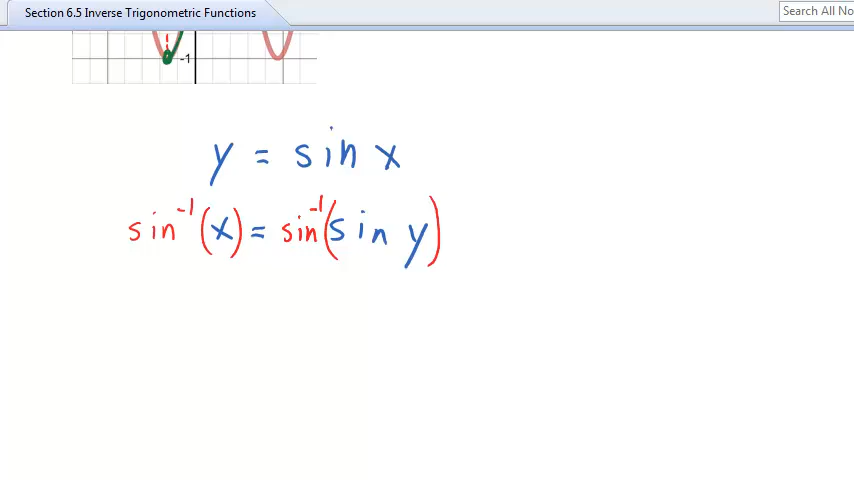 Section 6.5 Inverse Trigonometric Functions
Search All No
-1
y = sin x
sin⁻¹(x) = sin⁻¹(sin y)